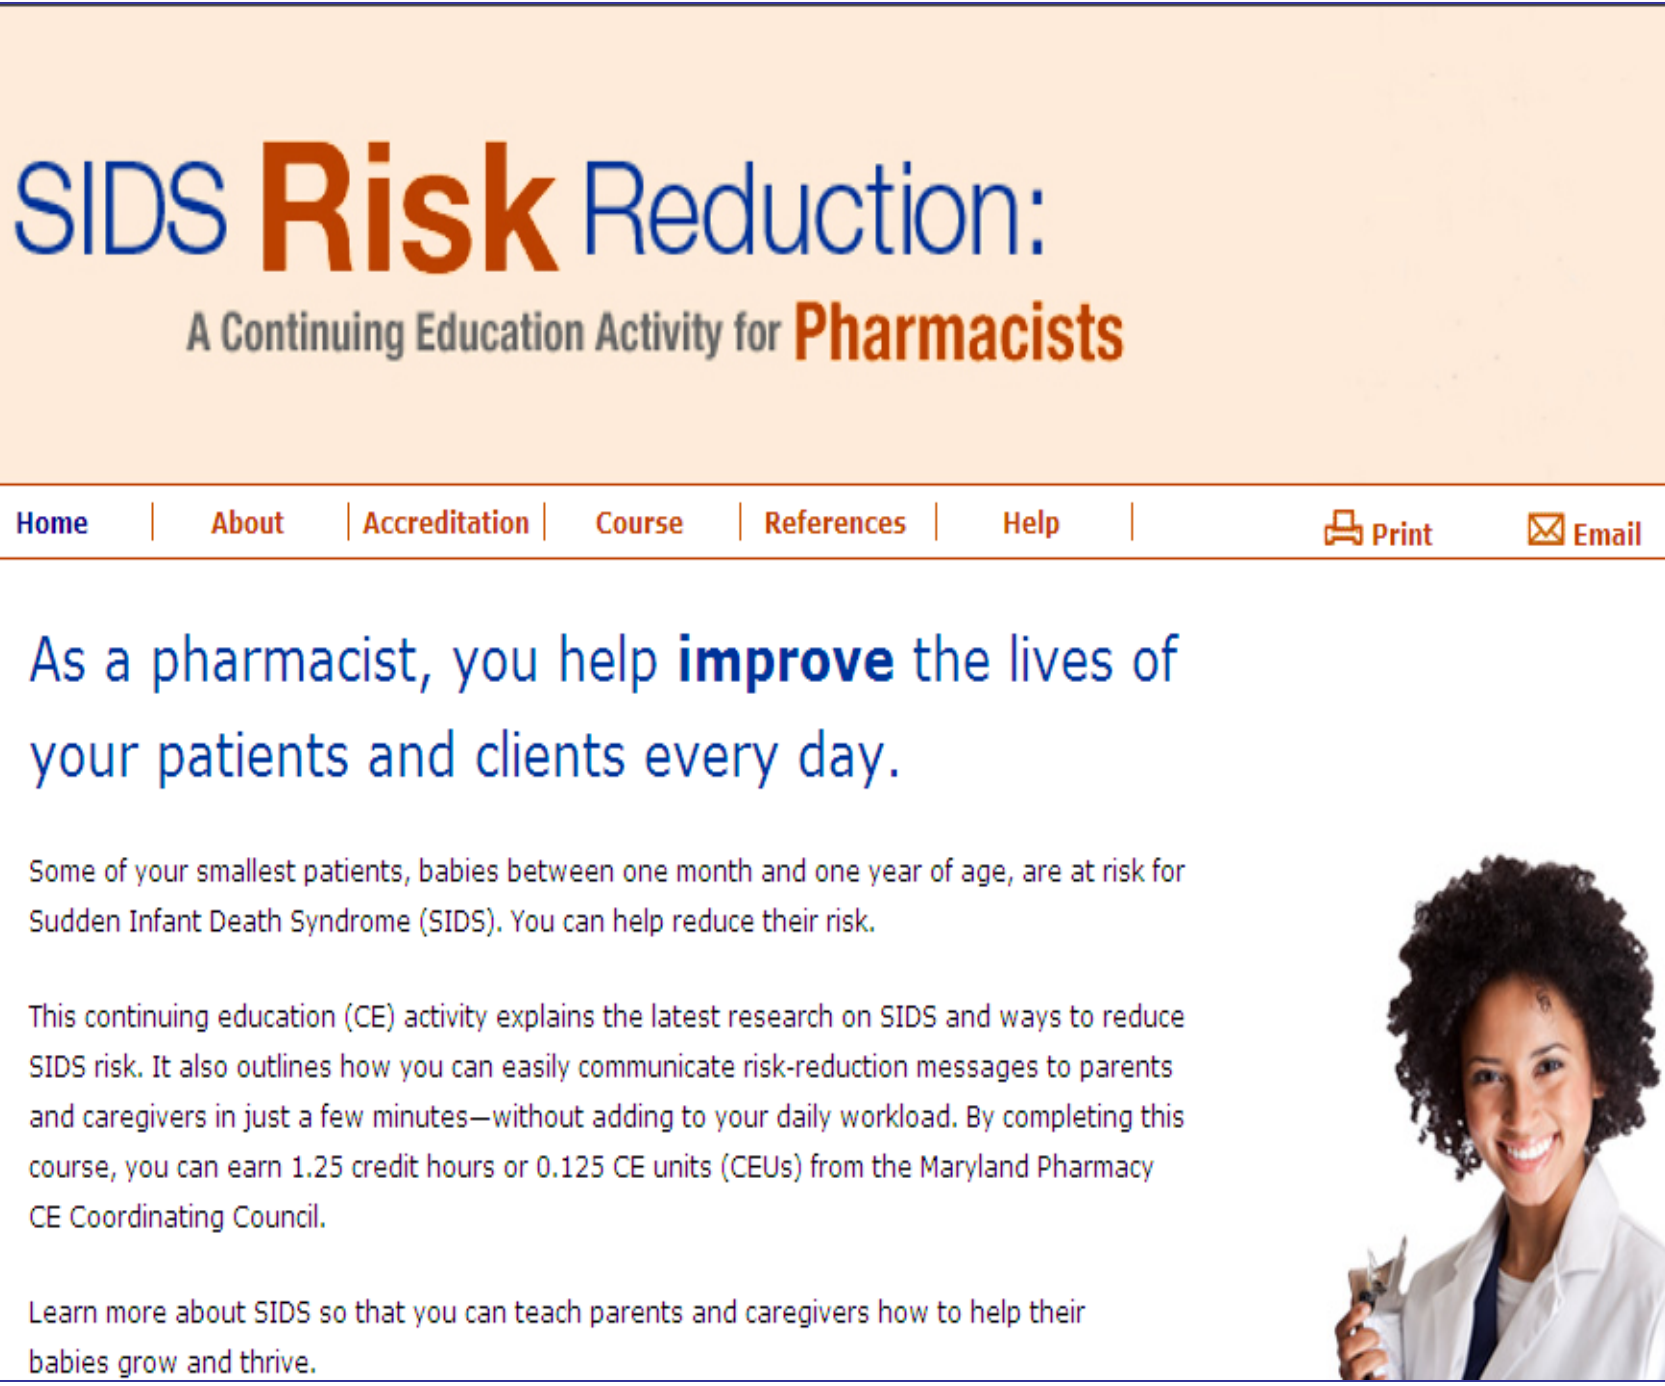 SIDS Risk Reduction:
A Continuing Education Activity for Pharmacists
Home | About | Accreditation | Course | References | Help | Print Email
As a pharmacist, you help improve the lives of
your patients and clients every day.
Some of your smallest patients, babies between one month and one year of age, are at risk for
Sudden Infant Death Syndrome (SIDS). You can help reduce their risk.
This continuing education (CE) activity explains the latest research on SIDS and ways to reduce
SIDS risk. It also outlines how you can easily communicate risk-reduction messages to parents
and caregivers in just a few minutes—without adding to your daily workload. By completing this
course, you can earn 1.25 credit hours or 0.125 CE units (CEUs) from the Maryland Pharmacy
CE Coordinating Council.
Learn more about SIDS so that you can teach parents and caregivers how to help their
babies grow and thrive.